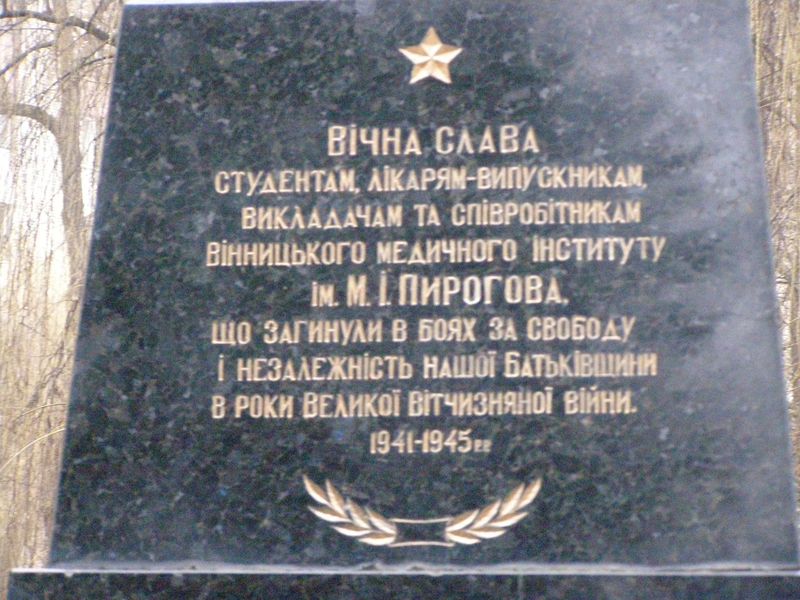 ВІЧНА СЛАВА
СТУДЕНТАМ, ЛІКАРЯМ-ВИПУСКНИКАМ,
ВИКЛАДАЧАМ ТА СПІВРОБІТНИКАМ
ВІННИЦЬКОГО МЕДИЧНОГО ІНСТИТУТУ
ІМ. М. І. ПИРОГОВА,
ЩО ЗАГИНУЛИ В БОЯХ ЗА СВОБОДУ
І НЕЗАЛЕЖНІСТЬ НАШОЇ БАТЬКІВЩИНИ
В РОКИ ВЕЛИКОЇ ВІТЧИЗНЯНОЇ ВІЙНИ.
1941-1945 г.г.